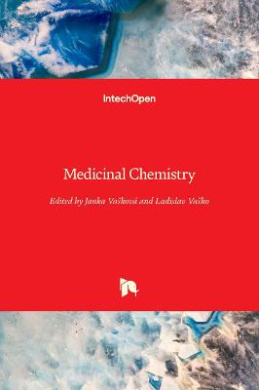 IntechOpen
Medicinal Chemistry
Edited by Janka Vašková and Ladislav Vaško